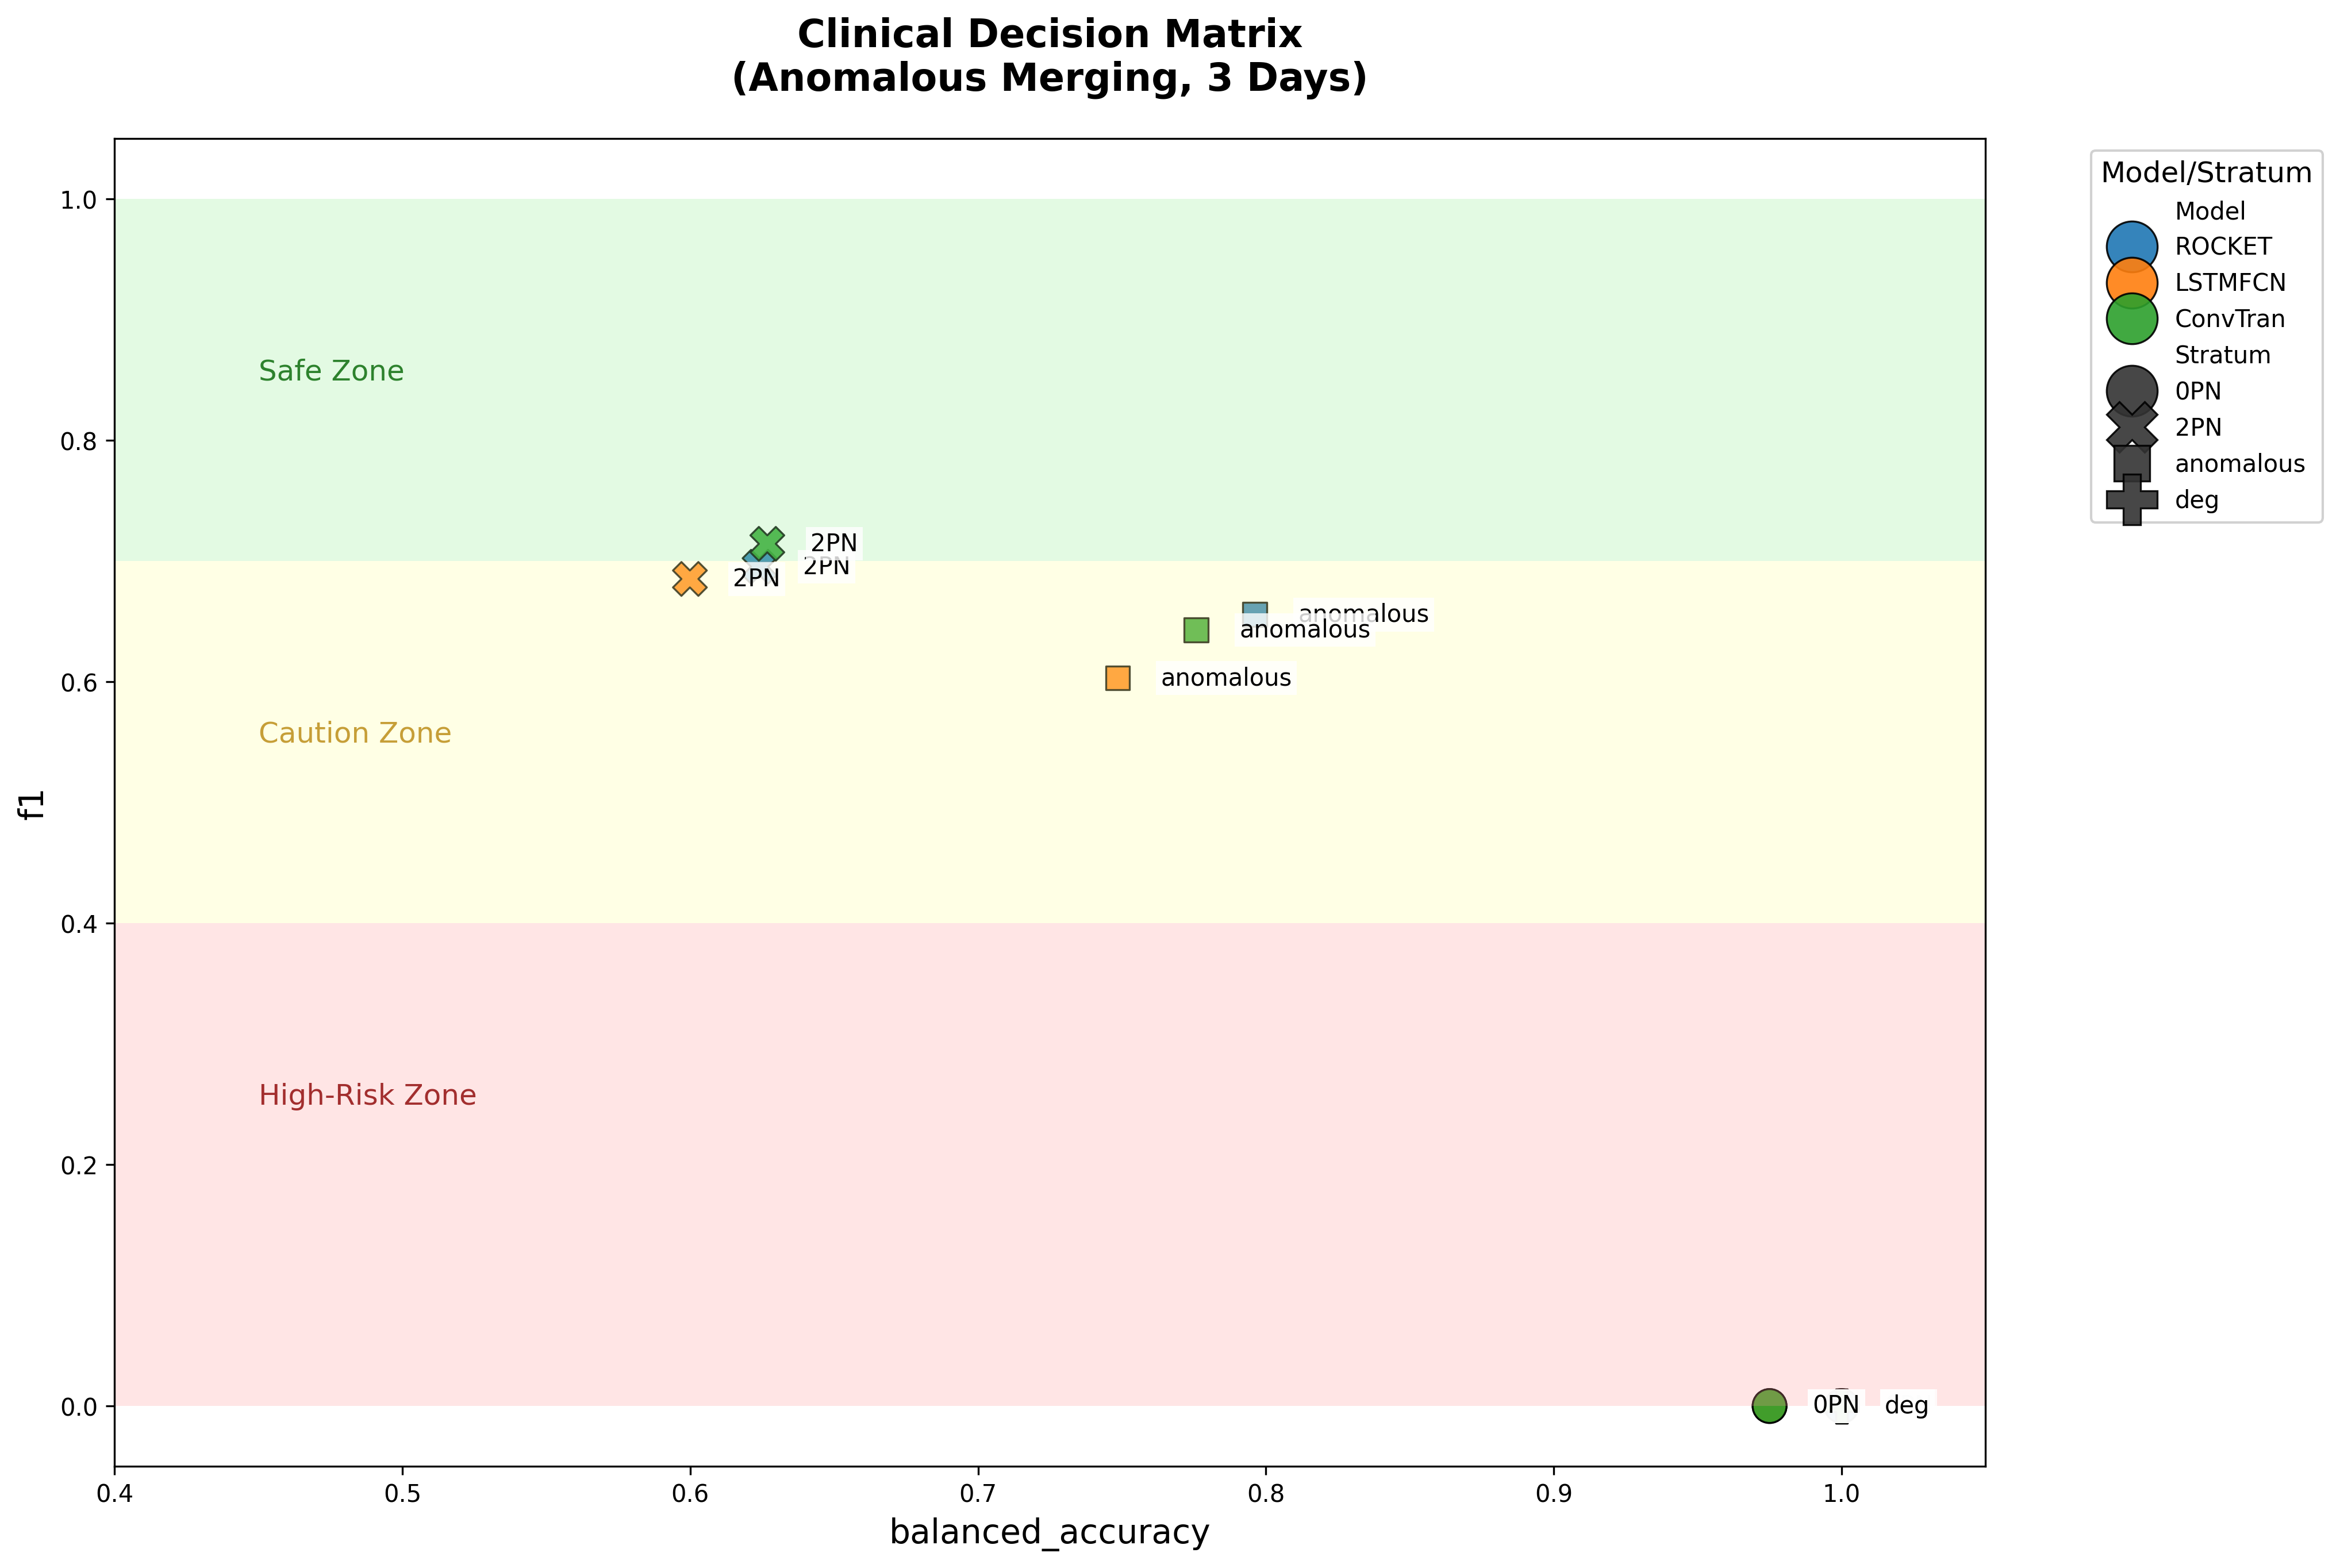 Clinical Decision Matrix
(Anomalous Merging, 3 Days)
Model/Stratum
Model
ROCKET
LSTMFCN
ConvTran
Stratum
0PN
2PN
anomalous
deg
1.0
0.8
0.6
0.4
0.2
0.0
f1
Safe Zone
Caution Zone
High-Risk Zone
2PN
2PN
2PN
anomalous
anomalous
anomalous
0PN
deg
0.4
0.5
0.6
0.7
0.8
0.9
1.0
balanced_accuracy